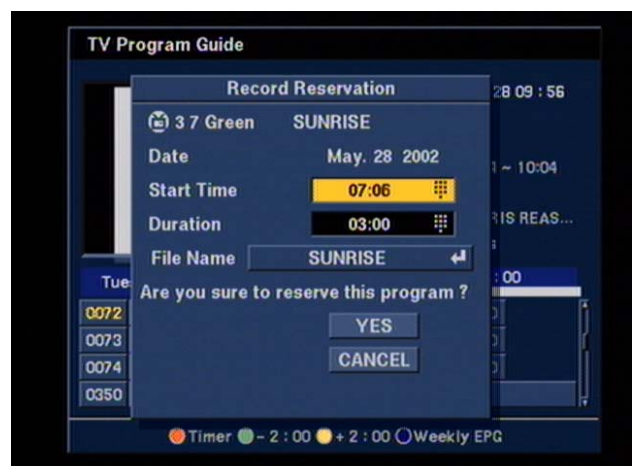 TV Program Guide
28 09 : 56
Record Reservation
3 7 Green SUNRISE
Date May. 28 2002
~ 10:04
Start Time 07:06
Duration 03:00
IS REAS...
File Name SUNRISE
Tue : 00
Are you sure to reserve this program ?
0072
YES
0073
0074
CANCEL
0350
Timer - 2 : 00 + 2 : 00 Weekly EPG